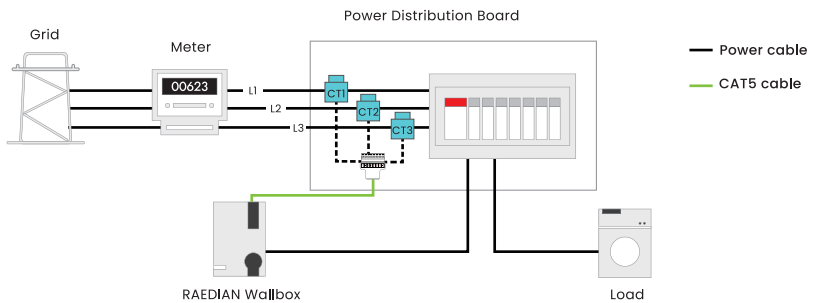 Power Distribution Board
Grid
Meter
Power cable
00623
L1
CT1
CAT5 cable
L2
CT2
L3
CT3
RAEDIAN Wallbox
Load